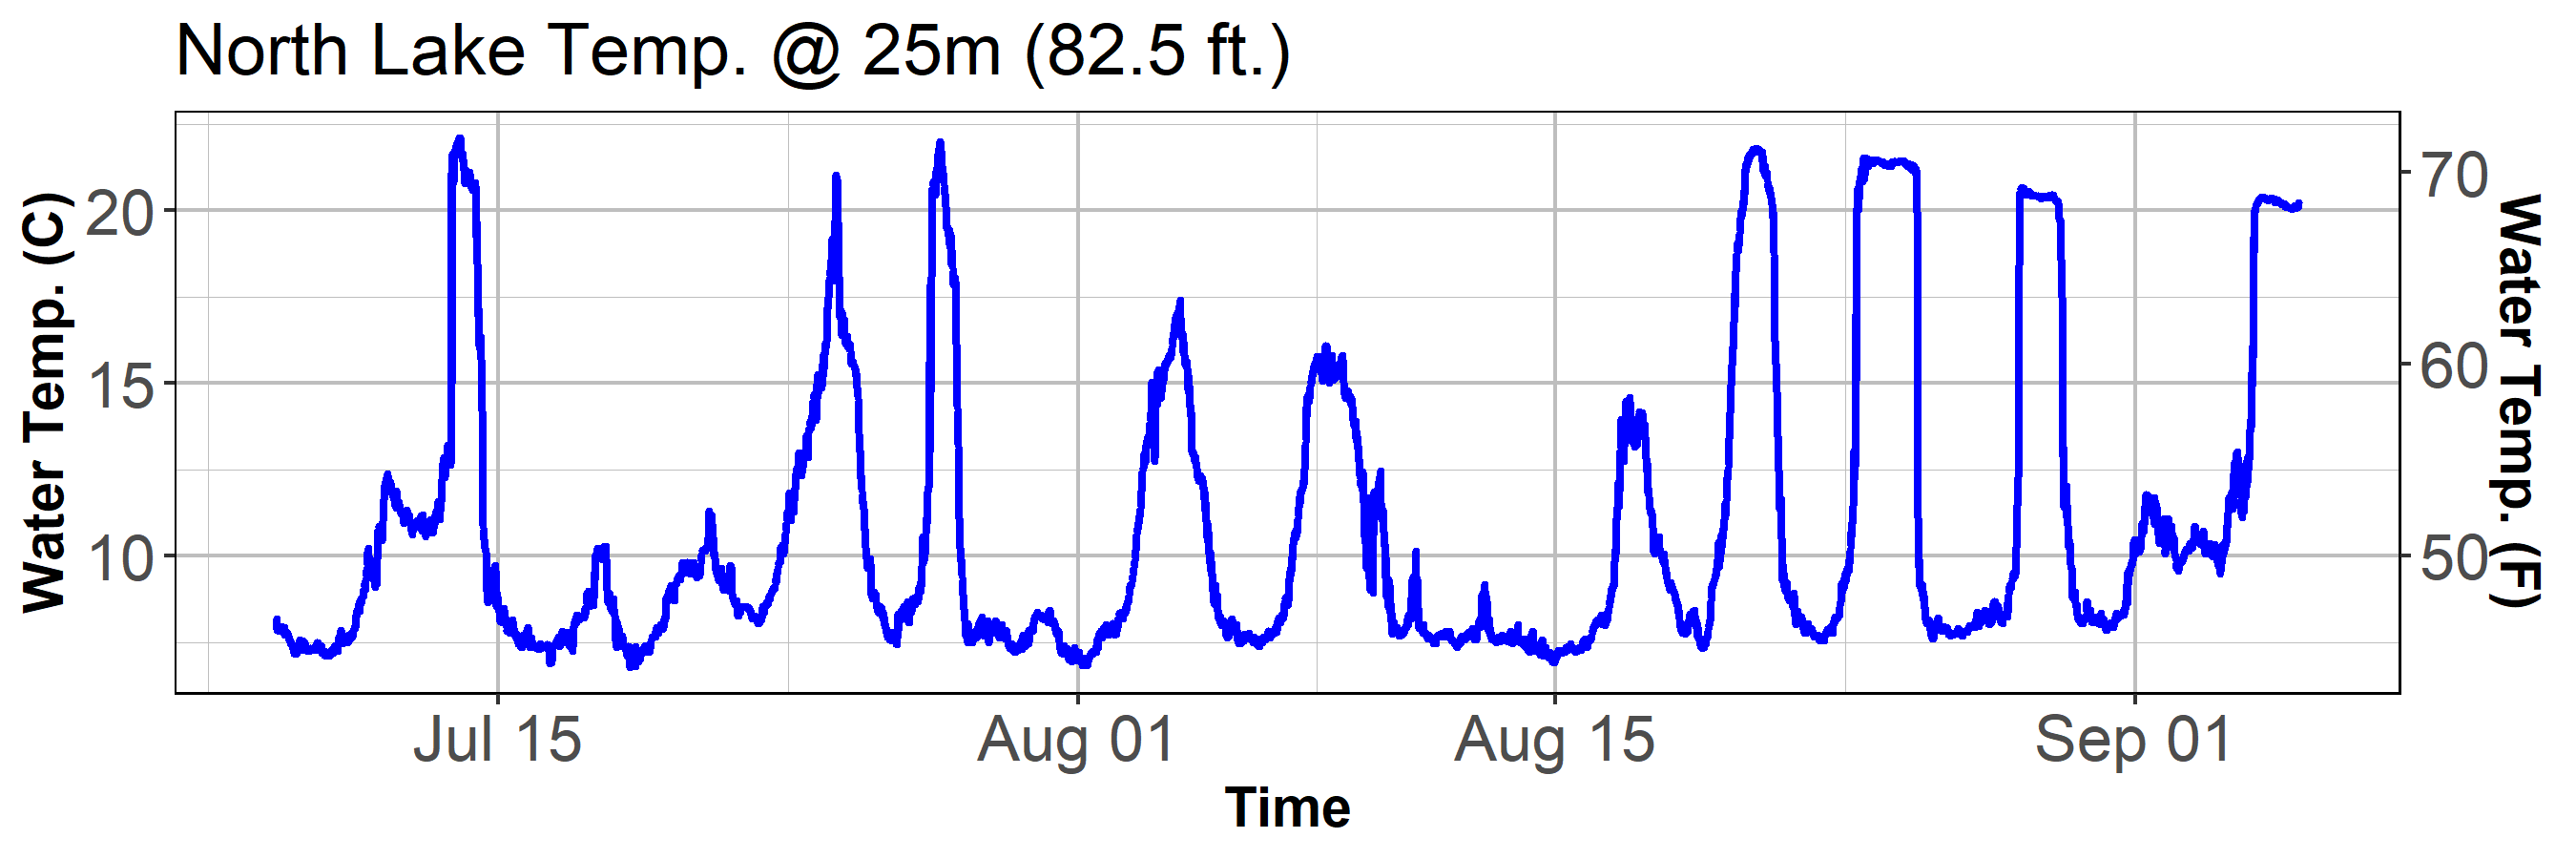 North Lake Temp. @ 25m (82.5 ft.)
Water Temp. (C)
20
15
10
70
60
50
Water Temp. (F)
Jul 15
Aug 01
Aug 15
Sep 01
Time